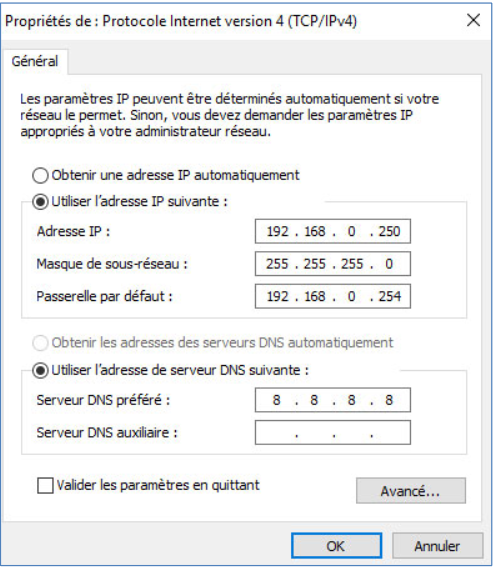 Propriétés de : Protocole Internet version 4 (TCP/IPv4)
Général
Les paramètres IP peuvent être déterminés automatiquement si votre
réseau le permet. Sinon, vous devez demander les paramètres IP
appropriés à votre administrateur réseau.
Obtenir une adresse IP automatiquement
Utiliser l'adresse IP suivante :
Adresse IP : 192 . 168 . 0 . 250
Masque de sous-réseau : 255 . 255 . 255 . 0
Passerelle par défaut : 192 . 168 . 0 . 254
Obtenir les adresses des serveurs DNS automatiquement
Utiliser l'adresse de serveur DNS suivante :
Serveur DNS préféré : 8 . 8 . 8 . 8
Serveur DNS auxiliaire : . . .
Valider les paramètres en quittant
Avancé...
OK Annuler